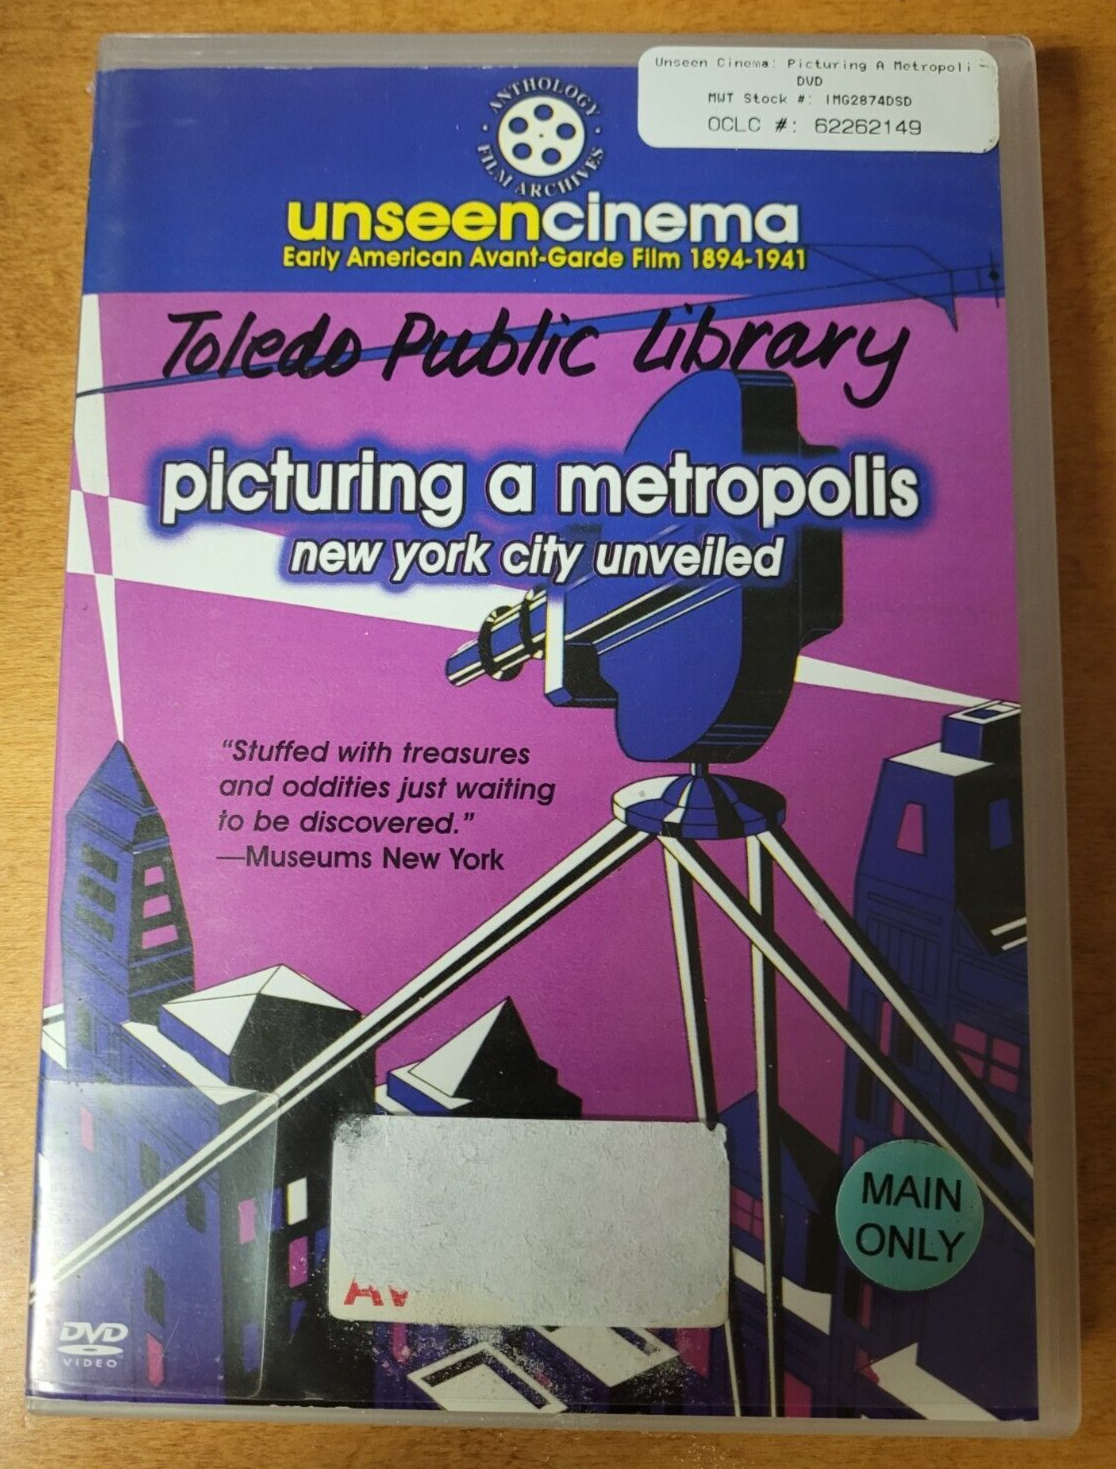 Unseen Cinema: Picturing A Metropoli -
DVD
MWT Stock #: IMG2874DSD
OCLC #: 62262149
ANTHOLOGY
FILM ARCHIVES
unseencinema
Early American Avant-Garde Film 1894-1941
Toledo Public Library
picturing a metropolis
new york city unveiled
"Stuffed with treasures
and oddities just waiting
to be discovered."
—Museums New York
MAIN
ONLY
AV
DVD
VIDEO